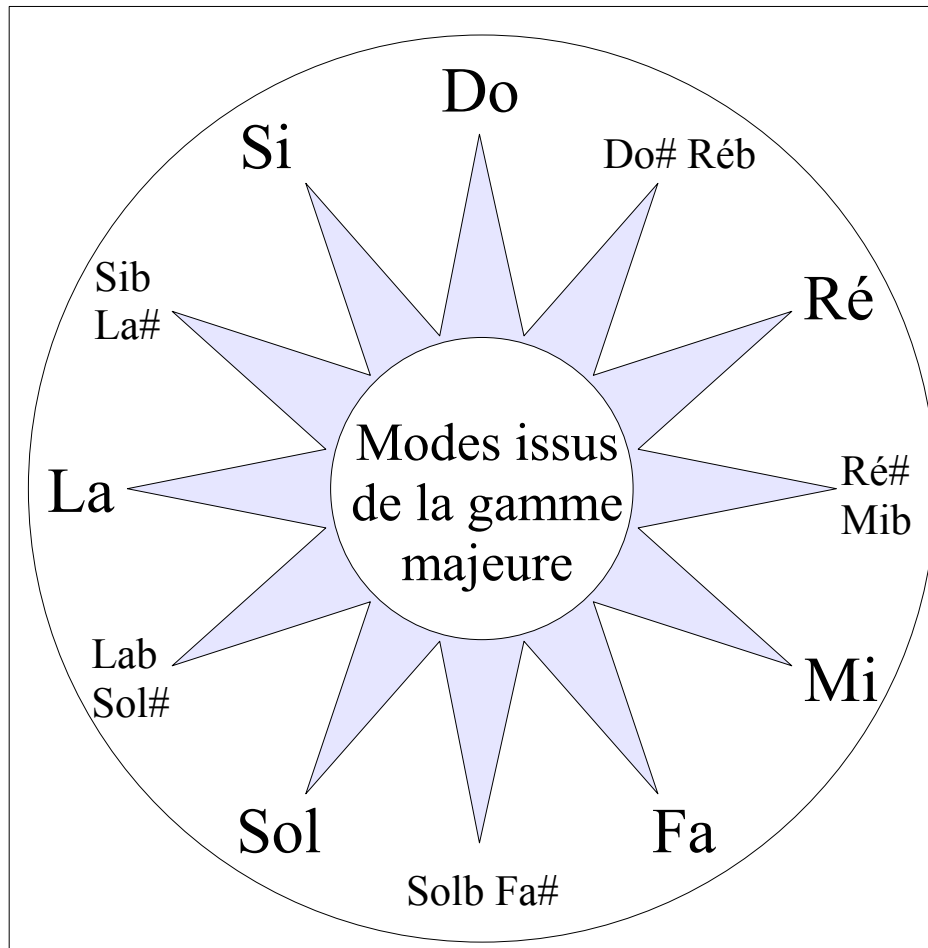 Do
Do# Réb
Ré
Ré#
Mib
Mi
Fa
Solb Fa#
Sol
Lab
Sol#
La
Sib
La#
Si
Modes issus
de la gamme
majeure